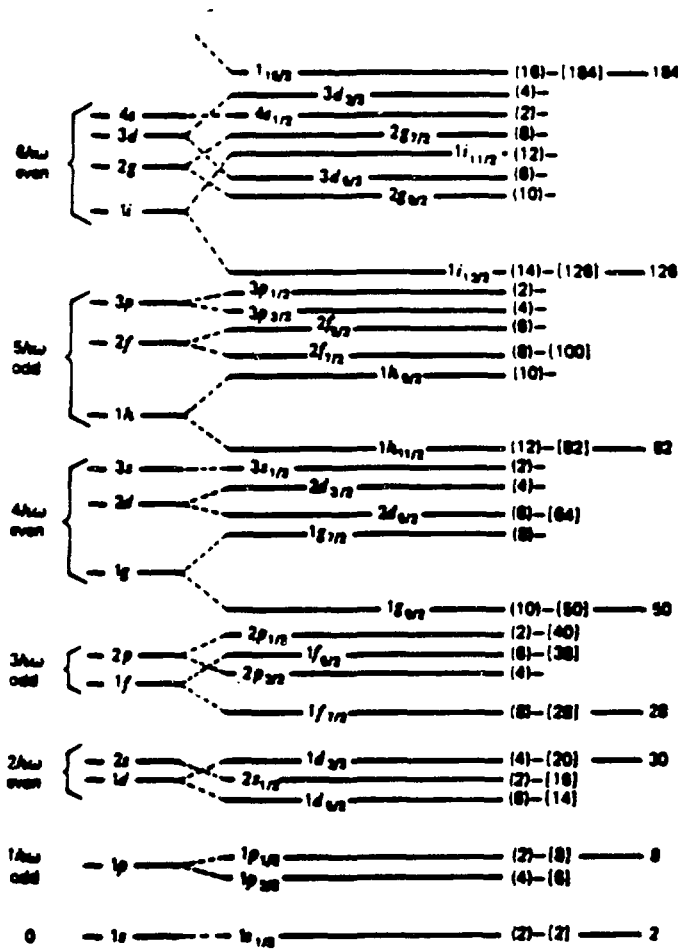 1 15/2 (16)–[184] 184
3d3/2 (4)–
4s 4s1/2 (2)–
3d 2g7/2 (8)–
6ħω even 2g 1i11/2 (12)–
3d5/2 (6)–
2g9/2 (10)–
1i
1i13/2 (14)–[126] 126
3p 3p1/2 (2)–
3p3/2 (4)–
2f5/2 (6)–
5ħω odd 2f 2f7/2 (8)–[100]
1h9/2 (10)–
1h
1h11/2 (12)–[82] 82
3s 3s1/2 (2)–
2d3/2 (4)–
4ħω even 2d 2d5/2 (6)–[64]
1g7/2 (8)–
1g
1g9/2 (10)–[50] 50
2p1/2 (2)–[40]
3ħω odd 2p 1f5/2 (6)–[38]
1f 2p3/2 (4)–
1f7/2 (8)–[28] 28
2ħω even 2s 1d3/2 (4)–[20] 30
1d 2s1/2 (2)–[16]
1d5/2 (6)–[14]
1ħω odd 1p 1p1/2 (2)–[8] 8
1p3/2 (4)–[6]
0 1s 1s1/2 (2)–[2] 2